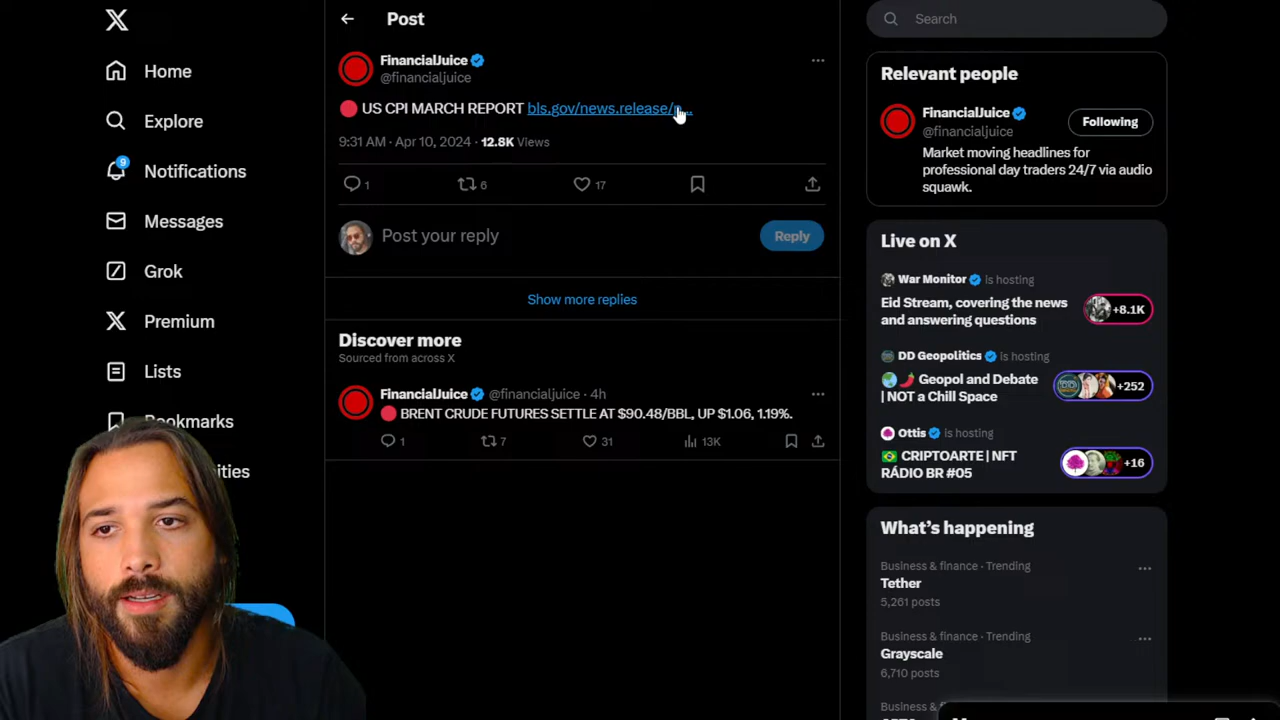 Home
Explore
9
Notifications
Messages
Grok
Premium
Lists
Bookmarks
Post
FinancialJuice
@financialjuice
US CPI MARCH REPORT bls.gov/news.release/p...
9:31 AM · Apr 10, 2024 · 12.8K Views
1 6 17
Post your reply
Reply
Show more replies
Discover more
Sourced from across X
FinancialJuice @financialjuice · 4h
BRENT CRUDE FUTURES SETTLE AT $90.48/BBL, UP $1.06, 1.19%.
1 7 31 13K
Search
Relevant people
FinancialJuice
@financialjuice
Following
Market moving headlines for
professional day traders 24/7 via audio
squawk.
Live on X
War Monitor is hosting
Eid Stream, covering the news
and answering questions
+8.1K
DD Geopolitics is hosting
Geopol and Debate
| NOT a Chill Space
+252
Ottis is hosting
CRIPTOARTE | NFT
RÁDIO BR #05
+16
What's happening
Business & finance · Trending
Tether
5,261 posts
Business & finance · Trending
Grayscale
6,710 posts